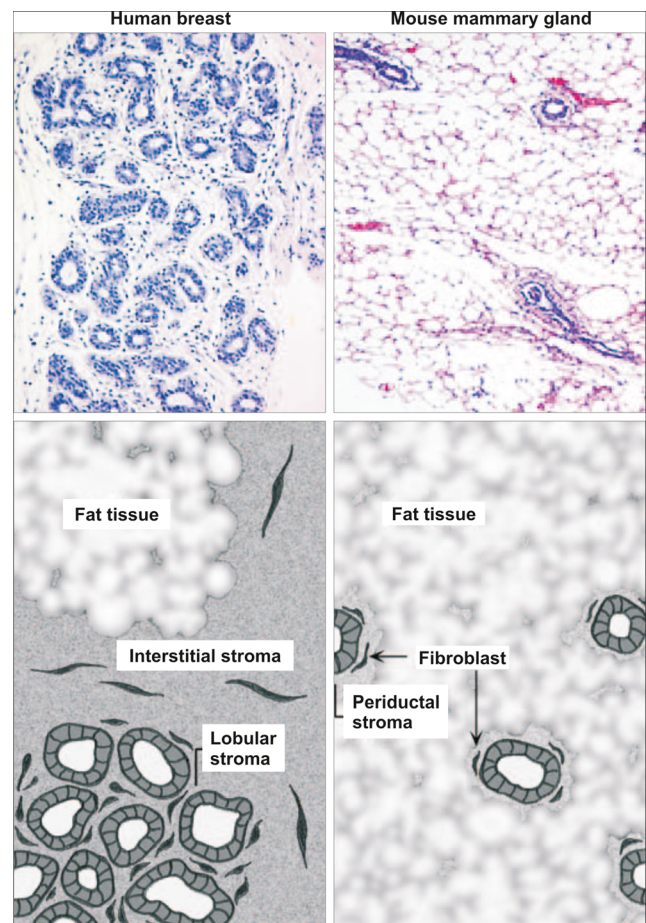 Human breast
Mouse mammary gland
Fat tissue
Fat tissue
Interstitial stroma
Fibroblast
Periductal
stroma
Lobular
stroma